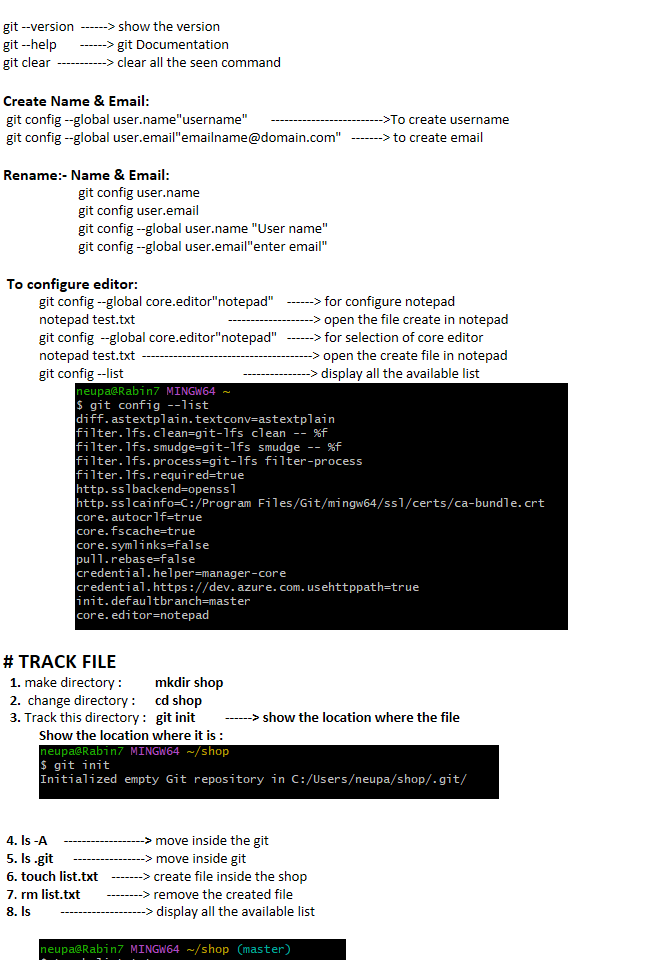 git --version ------> show the version
git --help ------> git Documentation
git clear -----------> clear all the seen command
Create Name & Email:
git config --global user.name"username" ------------------------->To create username
git config --global user.email"emailname@domain.com" -------> to create email
Rename:- Name & Email:
git config user.name
git config user.email
git config --global user.name "User name"
git config --global user.email"enter email"
To configure editor:
git config --global core.editor"notepad" ------> for configure notepad
notepad test.txt -------------------> open the file create in notepad
git config --global core.editor"notepad" ------> for selection of core editor
notepad test.txt --------------------------------------> open the create file in notepad
git config --list ---------------> display all the available list
neupa@Rabin7 MINGW64 ~
$ git config --list
diff.astextplain.textconv=astextplain
filter.lfs.clean=git-lfs clean -- %f
filter.lfs.smudge=git-lfs smudge -- %f
filter.lfs.process=git-lfs filter-process
filter.lfs.required=true
http.sslbackend=openssl
http.sslcainfo=C:/Program Files/Git/mingw64/ssl/certs/ca-bundle.crt
core.autocrlf=true
core.fscache=true
core.symlinks=false
pull.rebase=false
credential.helper=manager-core
credential.https://dev.azure.com.usehttppath=true
init.defaultbranch=master
core.editor=notepad
# TRACK FILE
1. make directory : mkdir shop
2. change directory : cd shop
3. Track this directory : git init ------> show the location where the file
Show the location where it is :
neupa@Rabin7 MINGW64 ~/shop
$ git init
Initialized empty Git repository in C:/Users/neupa/shop/.git/
4. ls -A ------------------> move inside the git
5. ls .git ----------------> move inside git
6. touch list.txt -------> create file inside the shop
7. rm list.txt --------> remove the created file
8. ls -------------------> display all the available list
neupa@Rabin7 MINGW64 ~/shop (master)